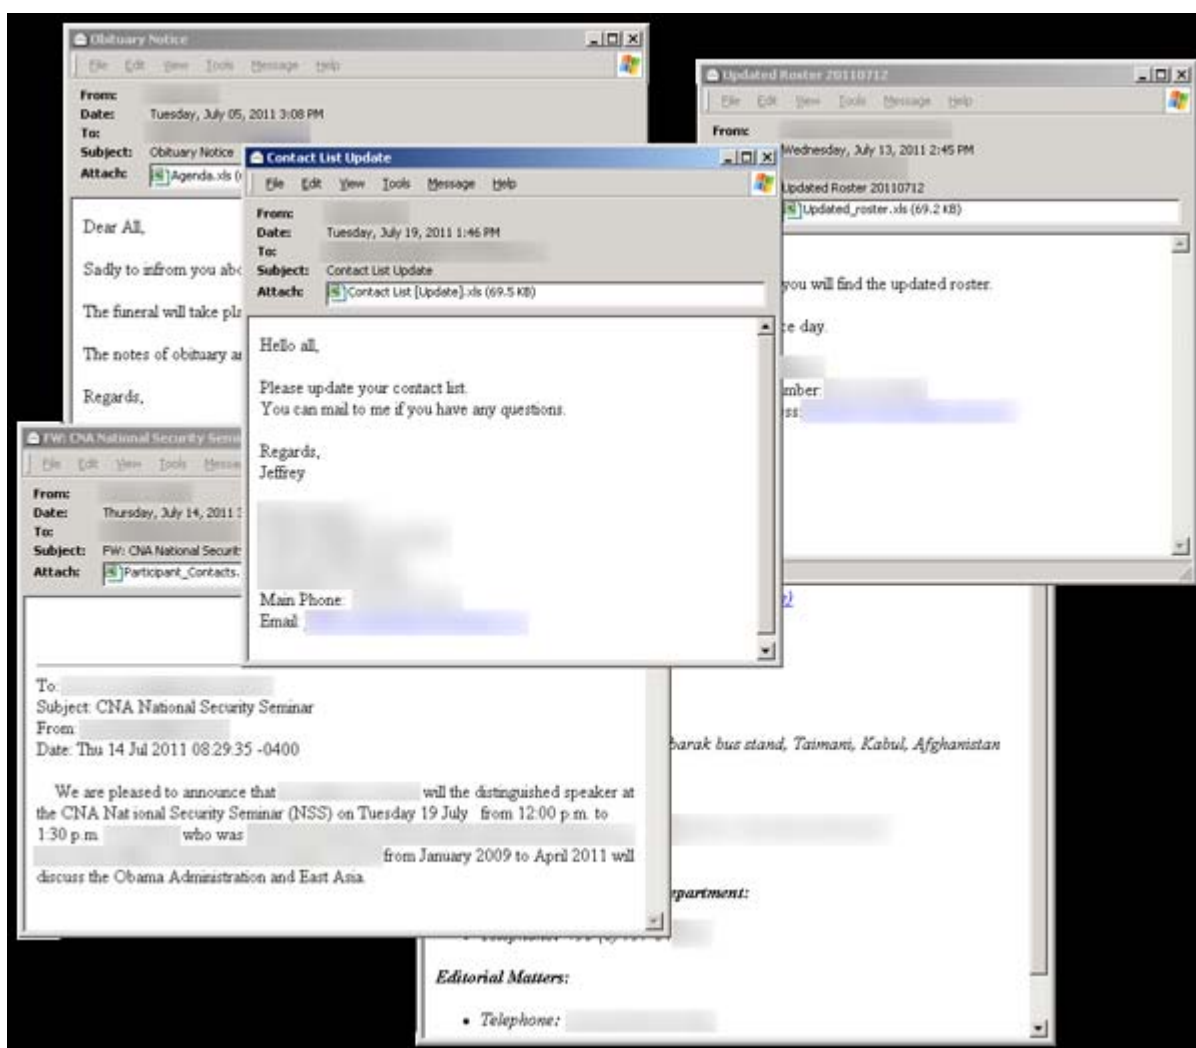 Obituary Notice
File Edit View Tools Message Help
From:
Date: Tuesday, July 05, 2011 3:08 PM
To:
Subject: Obituary Notice
Attach: Agenda.xls
Dear All,
Sadly to infrom you
The funeral will take
The notes of obituary
Regards,
Updated Roster 20110712
File Edit View Tools Message Help
From:
Wednesday, July 13, 2011 2:45 PM
Updated Roster 20110712
Updated_roster.xls (69.2 KB)
you will find the updated roster.
day.
Contact List Update
File Edit View Tools Message Help
From:
Date: Tuesday, July 19, 2011 1:46 PM
To:
Subject: Contact List Update
Attach: Contact List [Update].xls (69.5 KB)
Hello all,
Please update your contact list.
You can mail to me if you have any questions.
Regards,
Jeffrey
Main Phone:
Email:
FW: CNA National Security
File Edit View Tools
From:
Date: Thursday, July 14, 2011
To:
Subject: FW: CNA National
Attach: Participant_Contacts.
To:
Subject: CNA National Security Seminar
From:
Date: Thu 14 Jul 2011 08:29:35 -0400
We are pleased to announce that will the distinguished speaker at
the CNA Nat ional Security Seminar (NSS) on Tuesday 19 July from 12:00 p.m. to
1:30 p.m. who was
from January 2009 to April 2011 will
discuss the Obama Administration and East Asia.
bus stand, Taimani, Kabul, Afghanistan
Editorial Matters:
• Telephone: